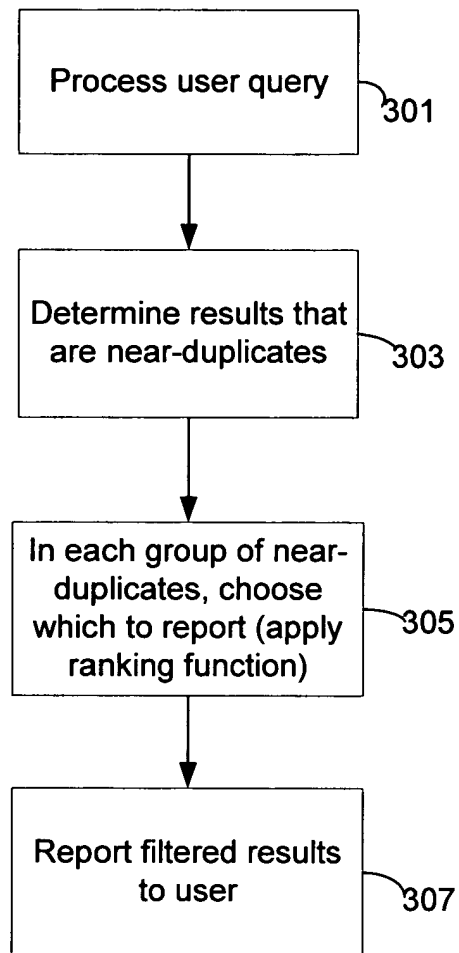 Process user query
301
Determine results that
are near-duplicates
303
In each group of near-
duplicates, choose
which to report (apply
ranking function)
305
Report filtered results
to user
307